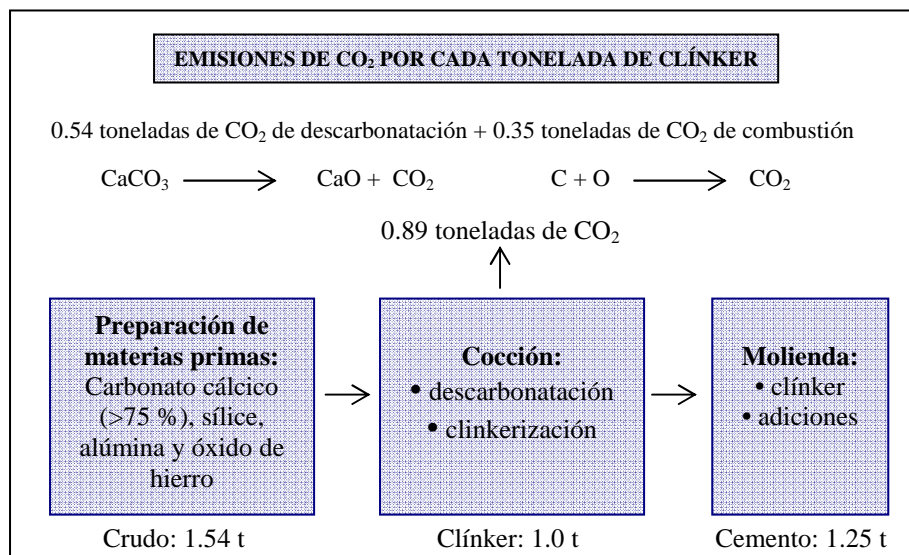 EMISIONES DE CO₂ POR CADA TONELADA DE CLÍNKER
0.54 toneladas de CO₂ de descarbonatación + 0.35 toneladas de CO₂ de combustión
CaCO₃ ⟶ CaO + CO₂ C + O ⟶ CO₂
0.89 toneladas de CO₂
Preparación de
materias primas:
Carbonato cálcico
(>75 %), sílice,
alúmina y óxido de
hierro
Cocción:
• descarbonatación
• clinkerización
Molienda:
• clínker
• adiciones
Crudo: 1.54 t
Clínker: 1.0 t
Cemento: 1.25 t